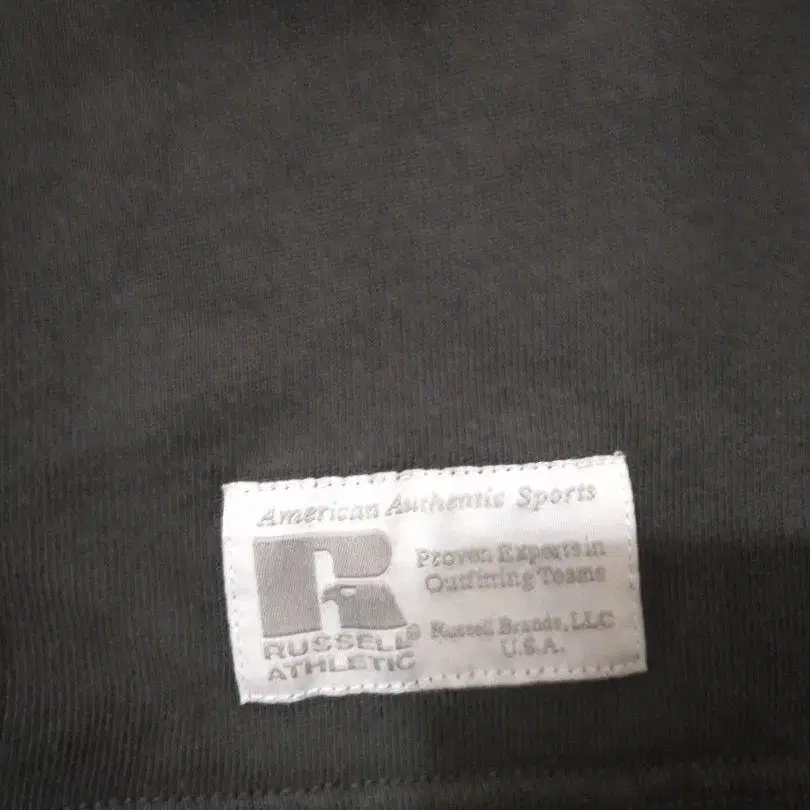 American Authentic Sports
Proven Experts in
Outfitting Teams
RUSSELL®
ATHLETIC
Russell Brands, LLC
U.S.A.